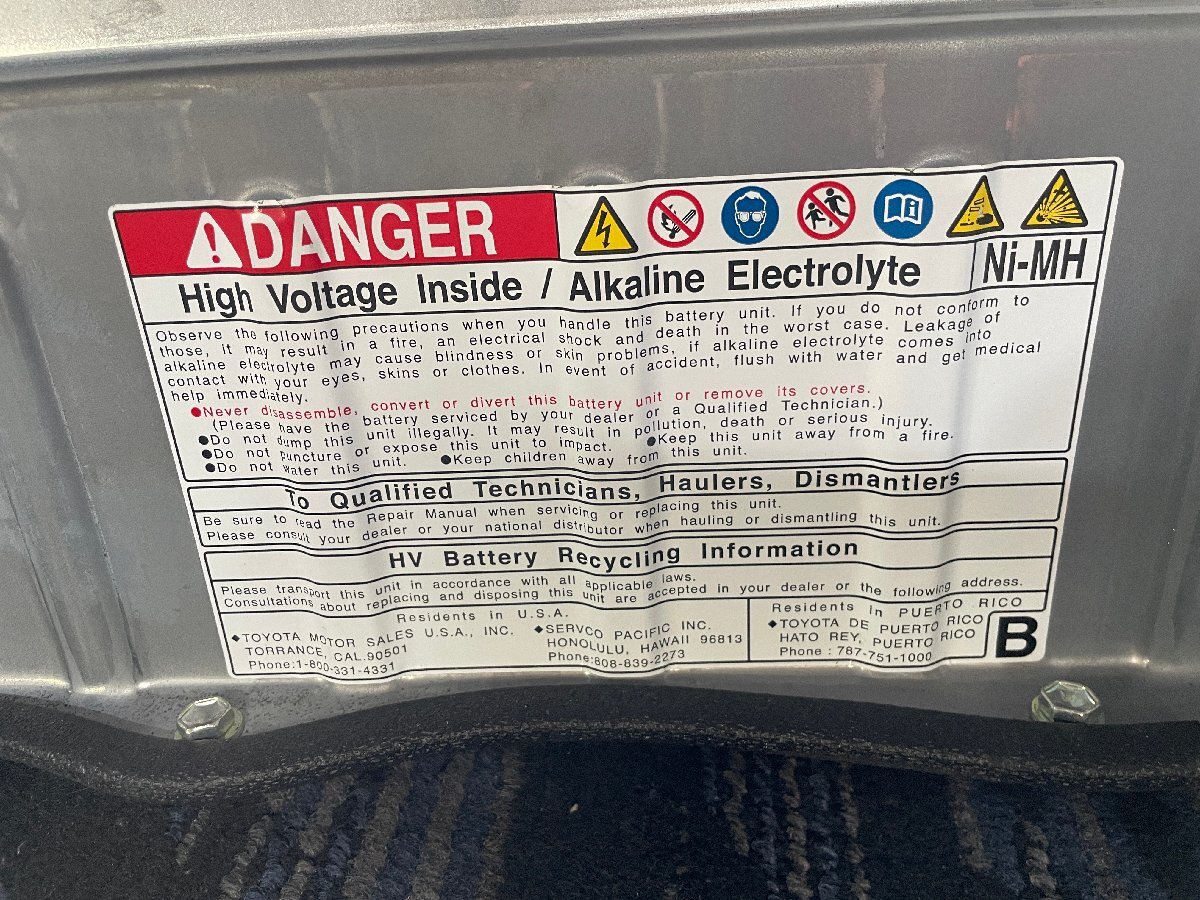 DANGER
High Voltage Inside / Alkaline Electrolyte
Ni-MH
Observe the following precautions when you handle this battery unit. If you do not conform to
those, it may result in a fire, an electrical shock and death in the worst case. Leakage of
alkaline electrolyte may cause blindness or skin problems, if alkaline electrolyte comes into
contact with your eyes, skins or clothes. In event of accident, flush with water and get medical
help immediately.
●Never disassemble, convert or divert this battery unit or remove its covers.
(Please have the battery serviced by your dealer or a Qualified Technician.)
●Do not dump this unit illegally. It may result in pollution, death or serious injury.
●Do not puncture or expose this unit to impact. ●Keep this unit away from a fire.
●Do not water this unit. ●Keep children away from this unit.
To Qualified Technicians, Haulers, Dismantlers
Be sure to read the Repair Manual when servicing or replacing this unit.
Please consult your dealer or your national distributor when hauling or dismantling this unit.
HV Battery Recycling Information
Please transport this unit in accordance with all applicable laws.
Consultations about replacing and disposing this unit are accepted in your dealer or the following address.
Residents in U.S.A.
◆TOYOTA MOTOR SALES U.S.A., INC.
TORRANCE, CAL.90501
Phone:1-800-331-4331
◆SERVCO PACIFIC INC.
HONOLULU, HAWAII 96813
Phone:808-839-2273
Residents in PUERTO RICO
◆TOYOTA DE PUERTO RICO
HATO REY, PUERTO RICO
Phone : 787-751-1000
B